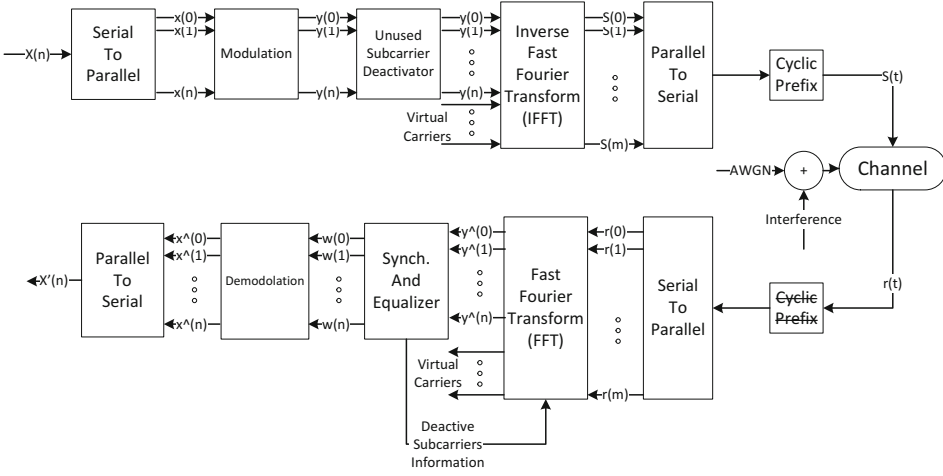 X(n)
Serial
To
Parallel
x(0)
x(1)
x(n)
Modulation
y(0)
y(1)
y(n)
Unused
Subcarrier
Deactivator
y(0)
y(1)
y(n)
Virtual
Carriers
Inverse
Fast
Fourier
Transform
(IFFT)
S(0)
S(1)
S(m)
Parallel
To
Serial
Cyclic
Prefix
S(t)
AWGN
+
Channel
Interference
r(t)
Cyclic
Prefix
Serial
To
Parallel
r(0)
r(1)
r(m)
Fast
Fourier
Transform
(FFT)
y^(0)
y^(1)
y^(n)
Virtual
Carriers
Synch.
And
Equalizer
Deactive
Subcarriers
Information
w(0)
w(1)
w(n)
Demodolation
x^(0)
x^(1)
x^(n)
Parallel
To
Serial
X'(n)